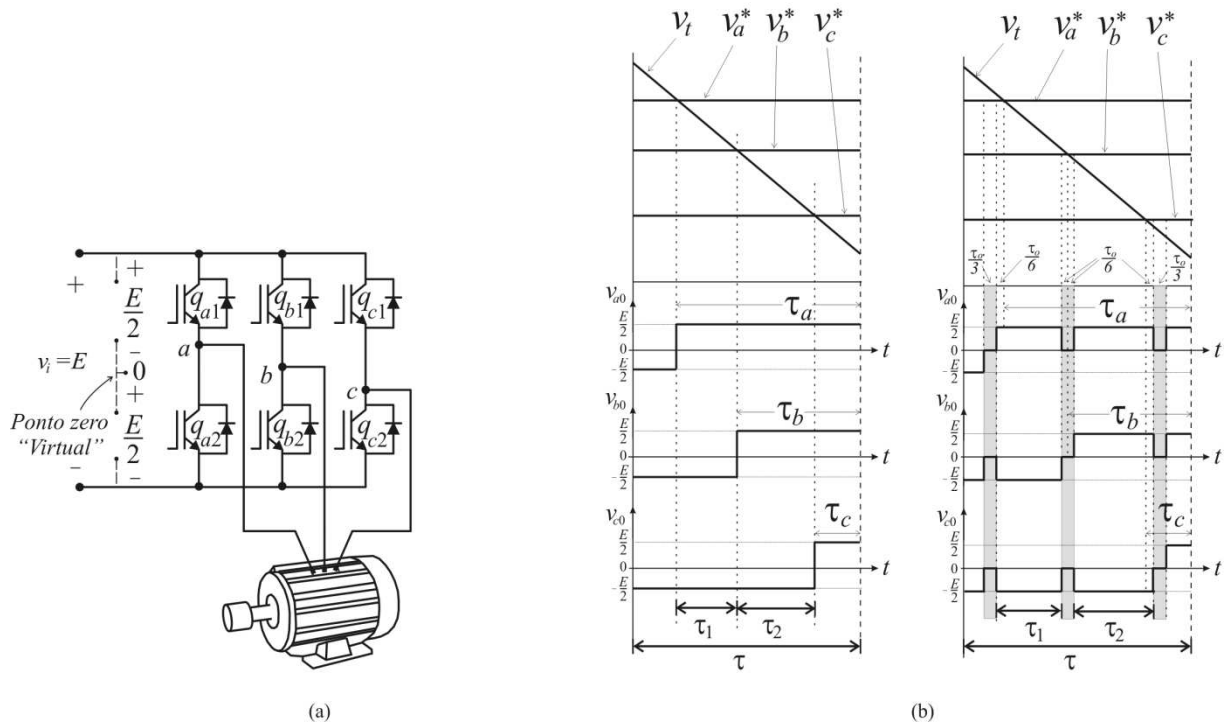 +
+
E/2
−
v_i = E
0
Ponto zero
"Virtual"
+
E/2
−
−
q_a1
q_b1
q_c1
a
b
c
q_a2
q_b2
q_c2
(a)
v_t v_a* v_b* v_c*
v_a0
E/2
0
-E/2
τ_a
t
v_b0
E/2
0
-E/2
τ_b
t
v_c0
E/2
0
-E/2
τ_c
t
τ_1 τ_2
τ
v_t v_a* v_b* v_c*
τ_o/3 τ_o/6 τ_o/6 τ_o/3
v_a0
E/2
0
-E/2
τ_a
t
v_b0
E/2
0
-E/2
τ_b
t
v_c0
E/2
0
-E/2
τ_c
t
τ_1 τ_2
τ
(b)